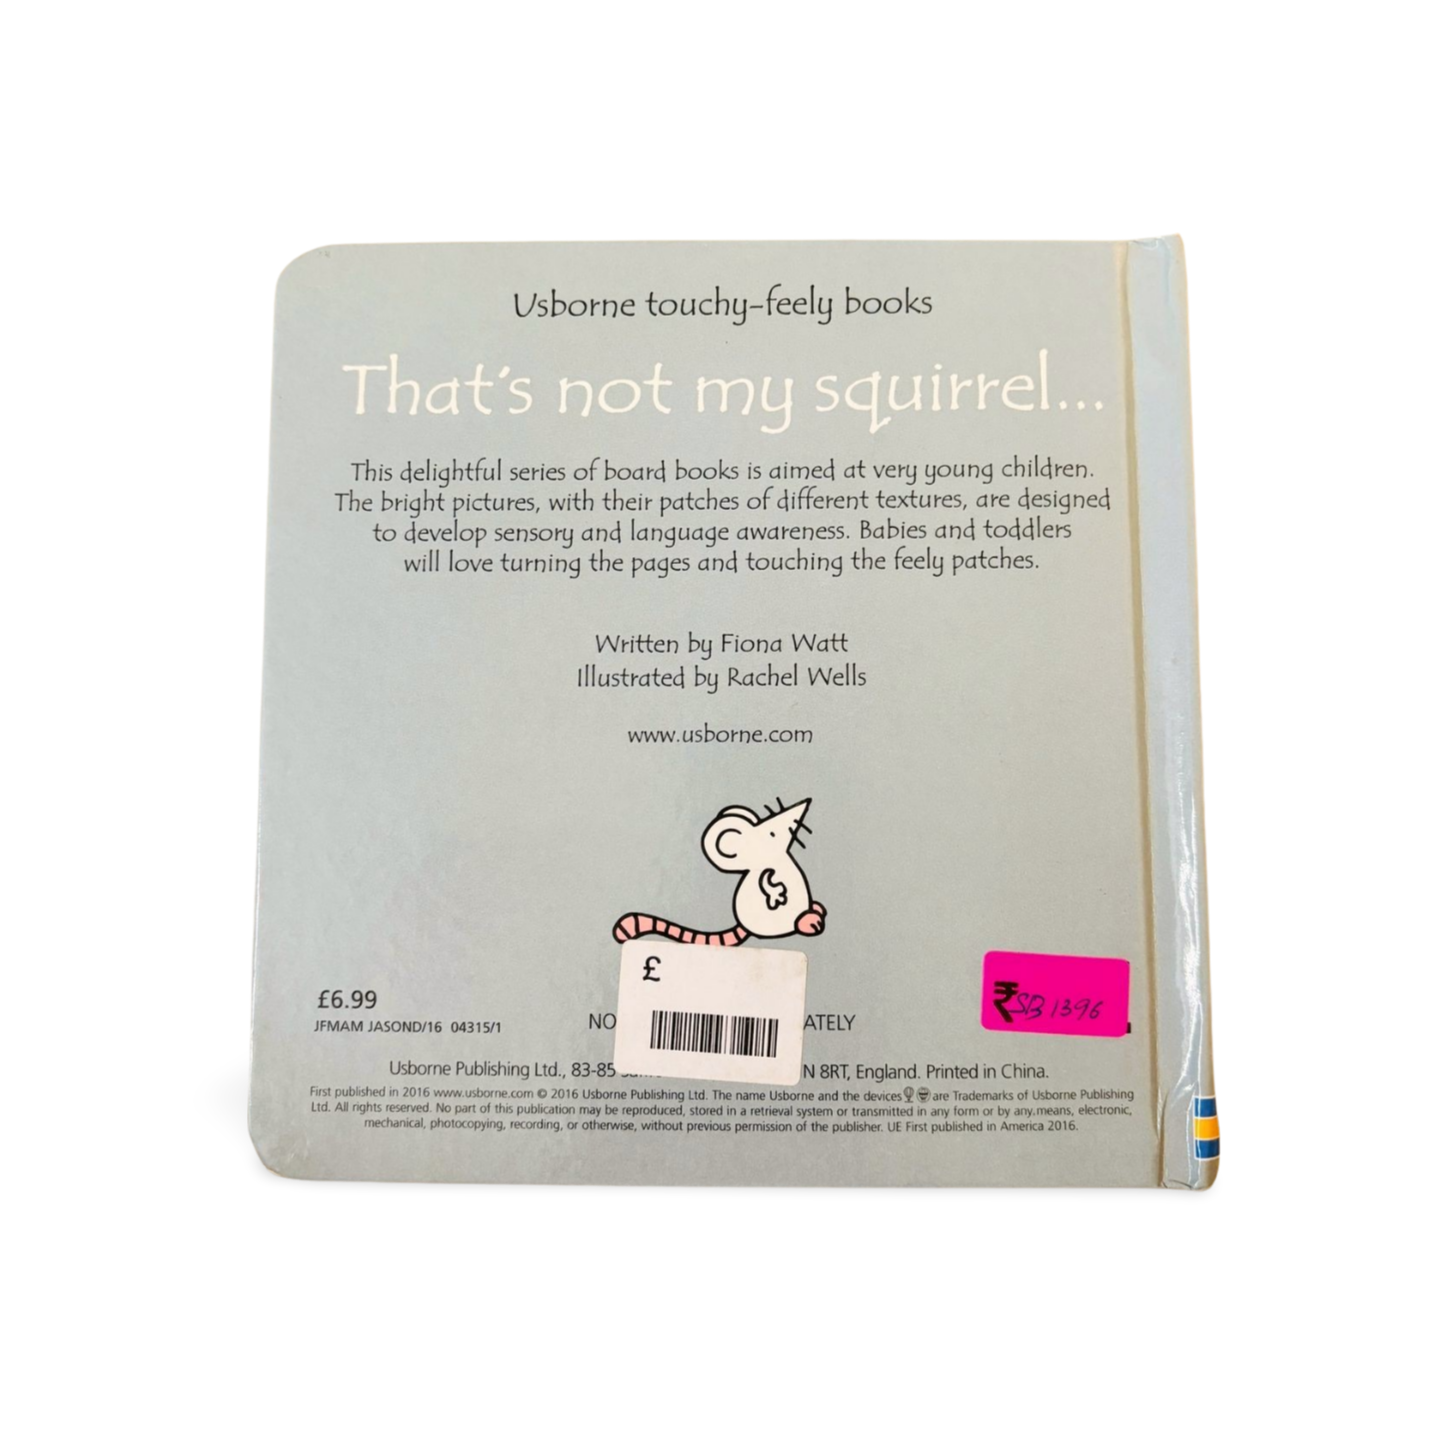 Usborne touchy-feely books
That's not my squirrel...
This delightful series of board books is aimed at very young children.
The bright pictures, with their patches of different textures, are designed
to develop sensory and language awareness. Babies and toddlers
will love turning the pages and touching the feely patches.
Written by Fiona Watt
Illustrated by Rachel Wells
www.usborne.com
£
£6.99
₹SB 1396
JFMAM JASOND/16 04315/1
NO ATELY
Usborne Publishing Ltd., 83-85 N 8RT, England. Printed in China.
First published in 2016 www.usborne.com © 2016 Usborne Publishing Ltd. The name Usborne and the devices are Trademarks of Usborne Publishing
Ltd. All rights reserved. No part of this publication may be reproduced, stored in a retrieval system or transmitted in any form or by any.means, electronic,
mechanical, photocopying, recording, or otherwise, without previous permission of the publisher. UE First published in America 2016.